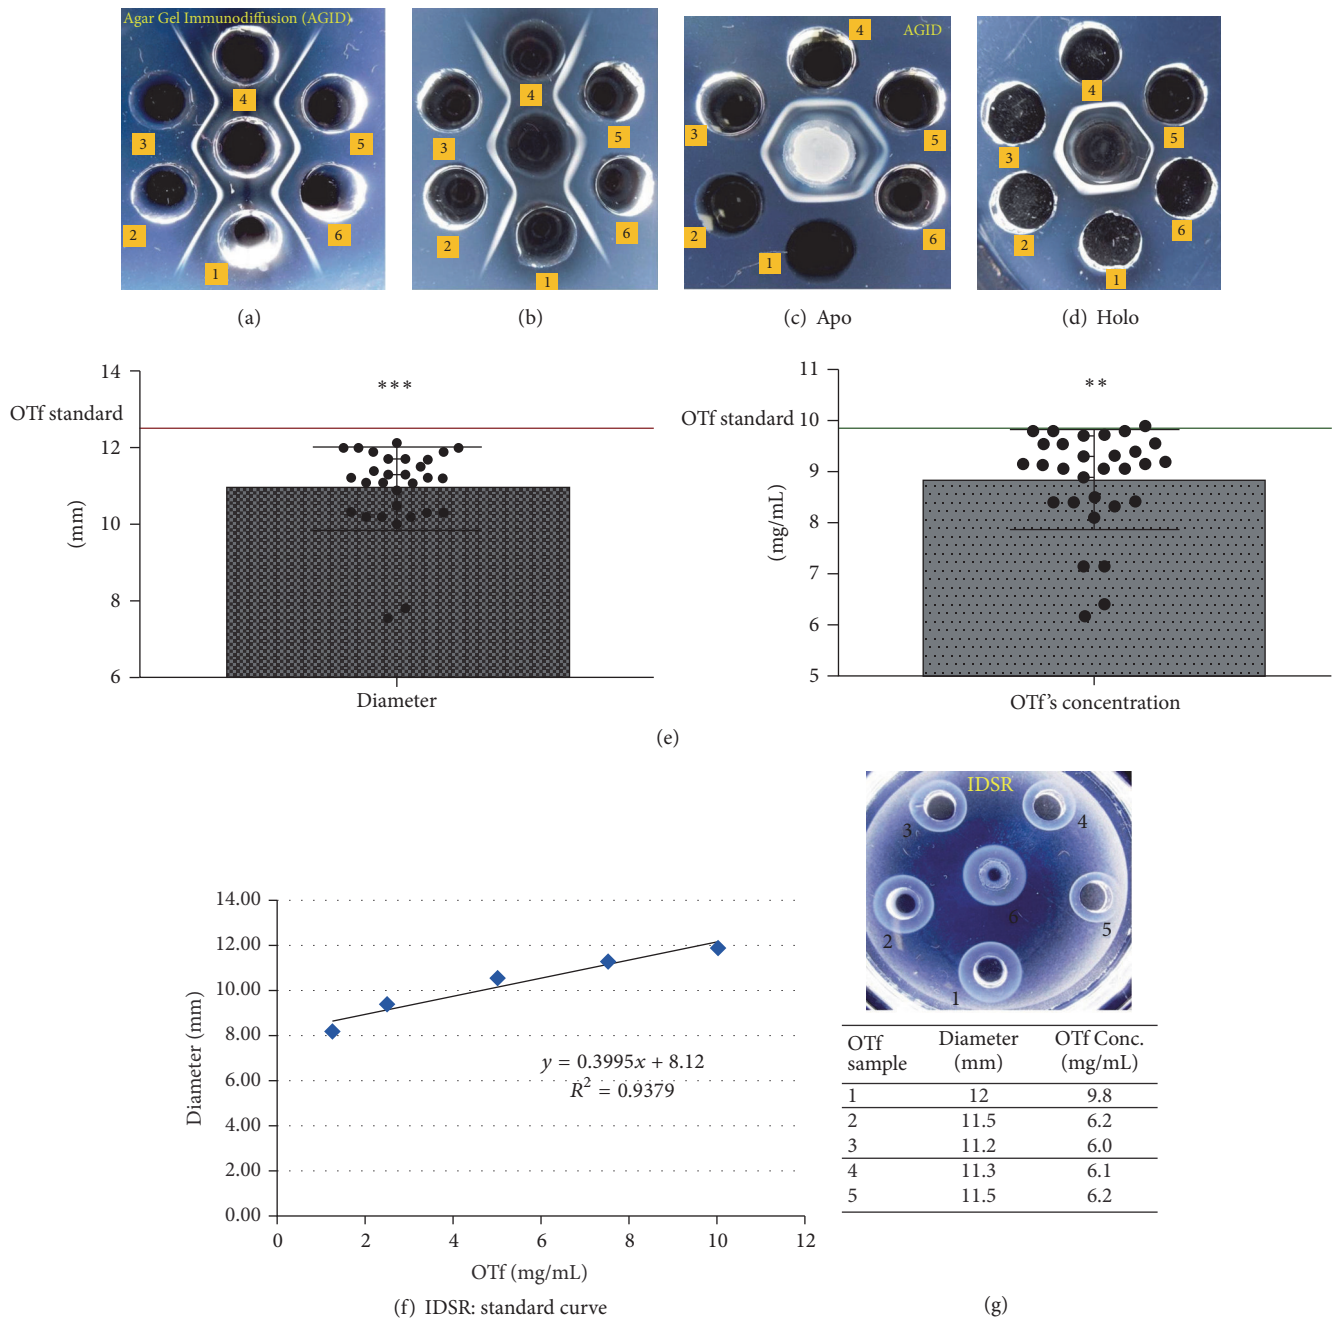 Agar Gel Immunodiffusion (AGID)
4
3
5
2
6
1
(a)
4
5
3
2
6
1
(b)
AGID
4
3
5
2
6
1
(c) Apo
4
5
3
6
2
1
(d) Holo
14
12
10
8
6
(mm)
OTf standard
***
Diameter
11
10
9
8
7
6
5
(mg/mL)
OTf standard
**
OTf's concentration
(e)
14.00
12.00
10.00
8.00
6.00
4.00
2.00
0.00
Diameter (mm)
y = 0.3995x + 8.12
R² = 0.9379
0 2 4 6 8 10 12
OTf (mg/mL)
(f) IDSR: standard curve
IDSR
3
4
6
2
5
1
OTf sample Diameter (mm) OTf Conc. (mg/mL)
1 12 9.8
2 11.5 6.2
3 11.2 6.0
4 11.3 6.1
5 11.5 6.2
(g)